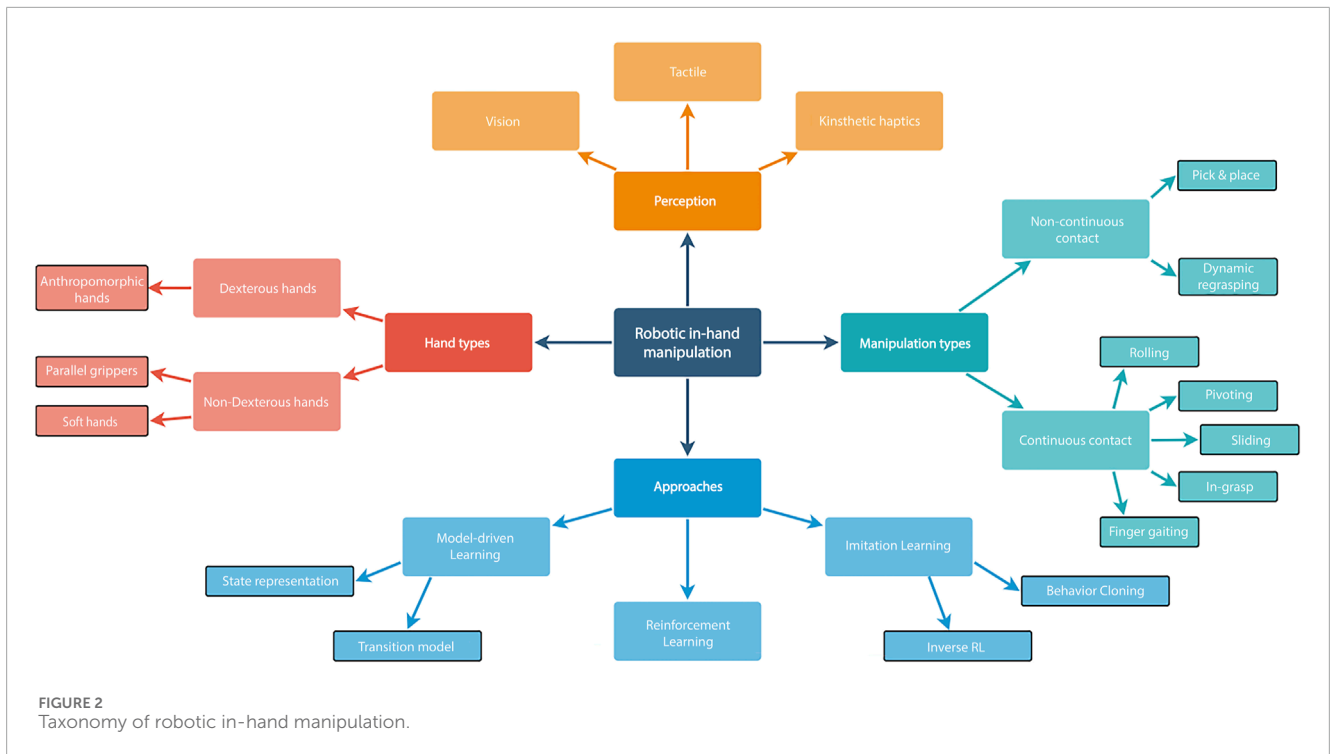 Tactile
Vision
Kinsthetic haptics
Perception
Pick & place
Non-continuous
contact
Dynamic
regrasping
Anthropomorphic
hands
Dexterous hands
Hand types
Robotic in-hand
manipulation
Manipulation types
Rolling
Parallel grippers
Non-Dexterous hands
Soft hands
Pivoting
Continuous contact
Sliding
In-grasp
Finger gaiting
Approaches
Model-driven
Learning
Imitation Learning
State representation
Behavior Cloning
Transition model
Reinforcement
Learning
Inverse RL
FIGURE 2
Taxonomy of robotic in-hand manipulation.